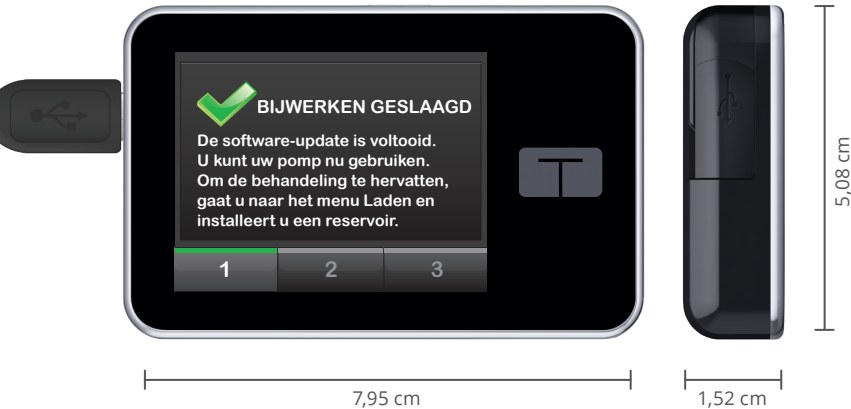 BIJWERKEN GESLAAGD
De software-update is voltooid.
U kunt uw pomp nu gebruiken.
Om de behandeling te hervatten,
gaat u naar het menu Laden en
installeert u een reservoir.
1 2 3
T
5,08 cm
7,95 cm
1,52 cm